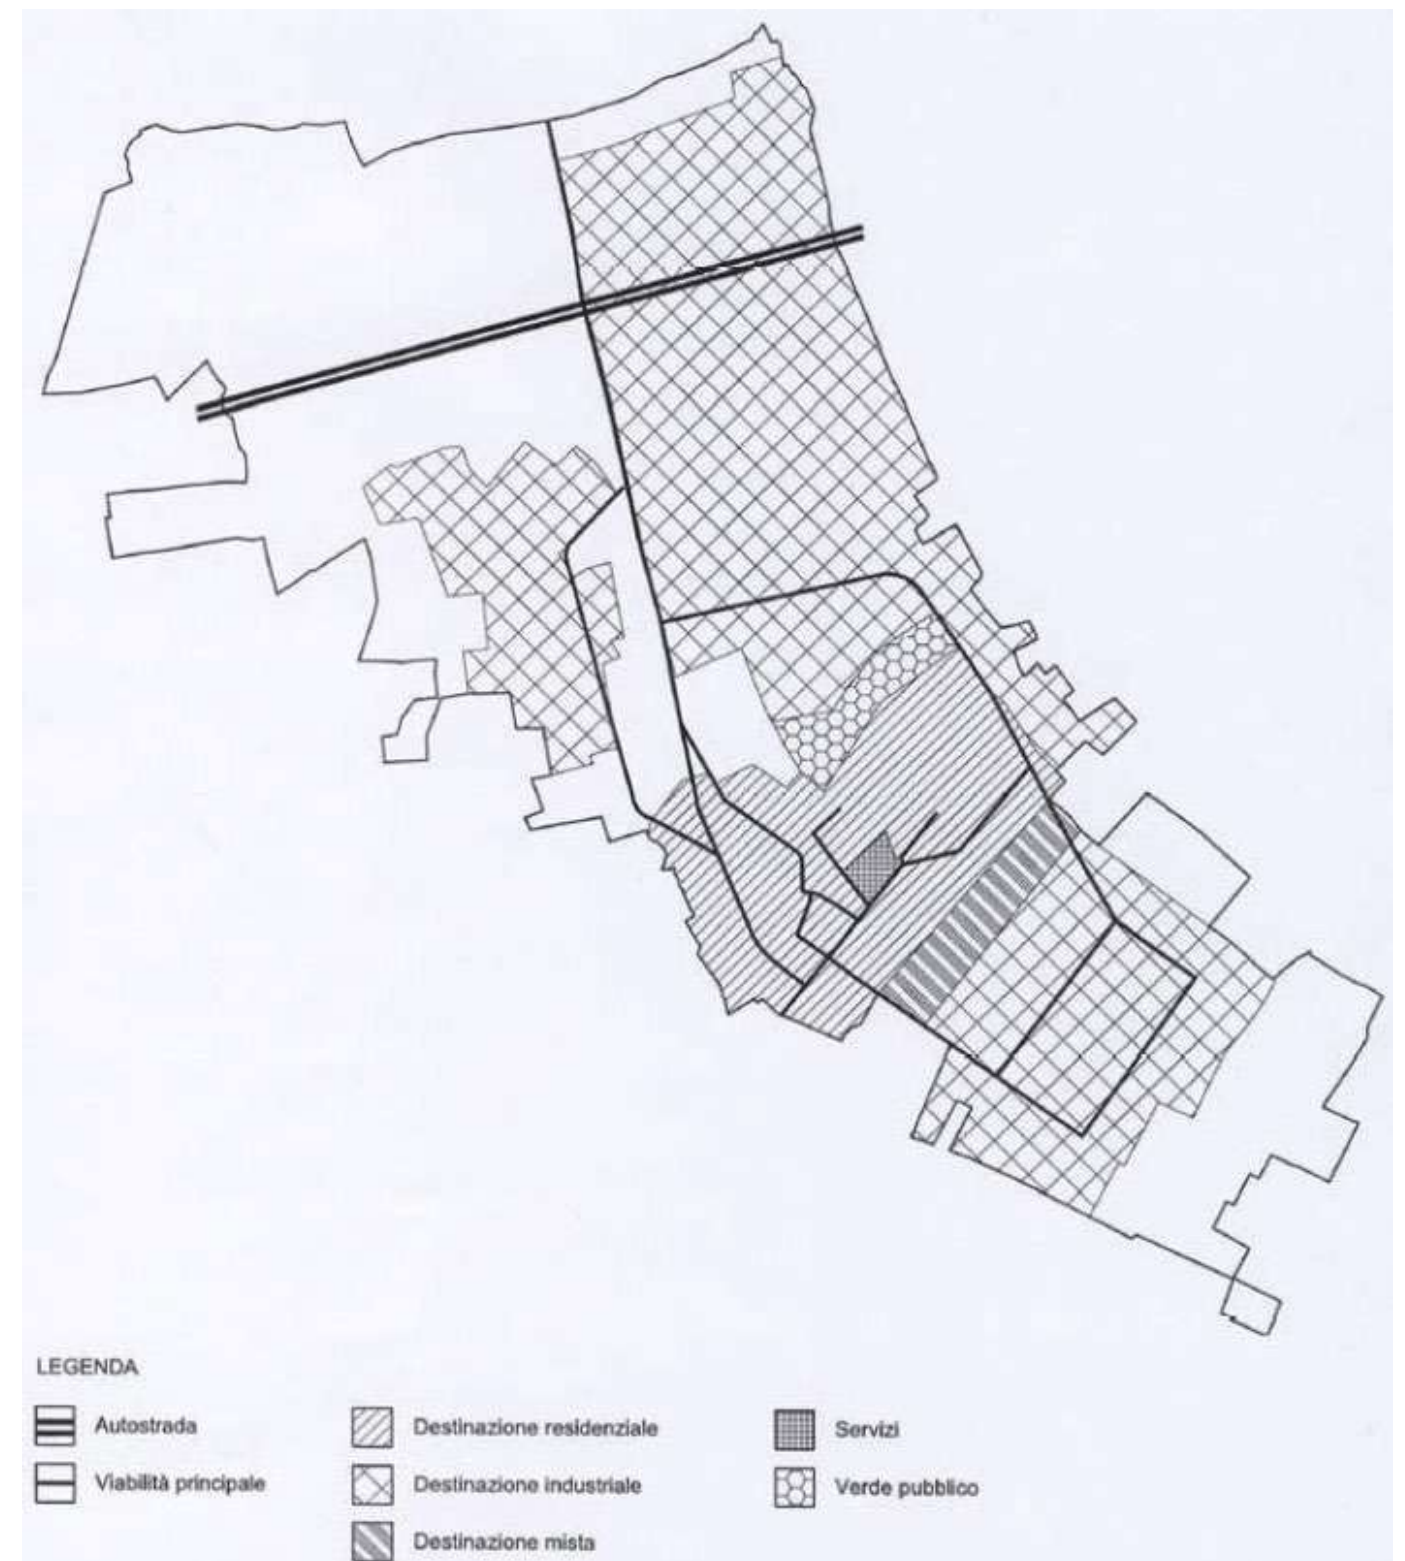 LEGENDA
Autostrada
Viabilità principale
Destinazione residenziale
Destinazione industriale
Destinazione mista
Servizi
Verde pubblico